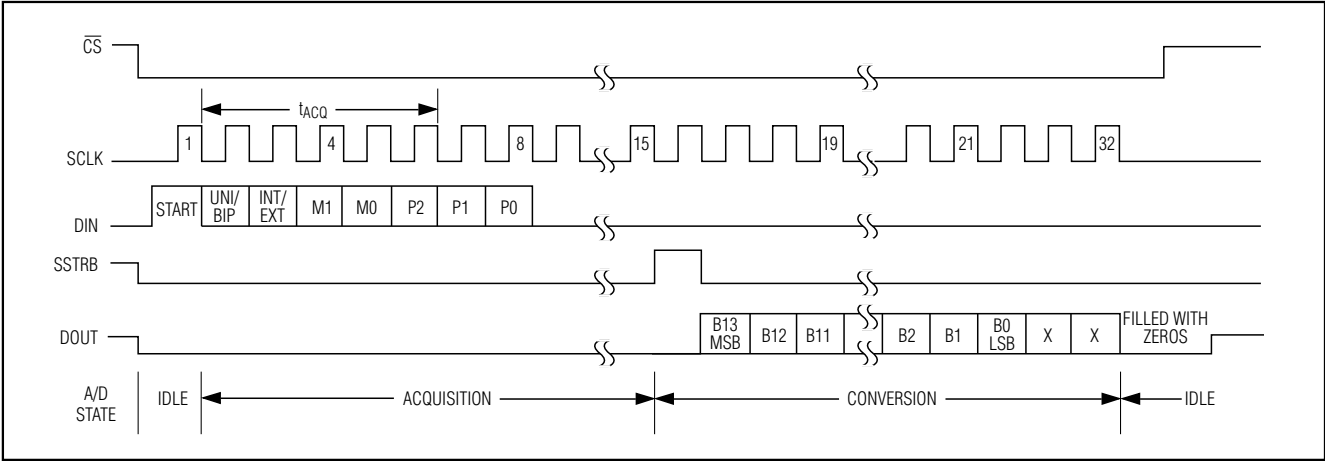 CS
tACQ
SCLK 1 4 8 15 19 21 32
DIN START UNI/BIP INT/EXT M1 M0 P2 P1 P0
SSTRB
DOUT B13 MSB B12 B11 B2 B1 B0 LSB X X FILLED WITH ZEROS
A/D STATE IDLE ACQUISITION CONVERSION IDLE